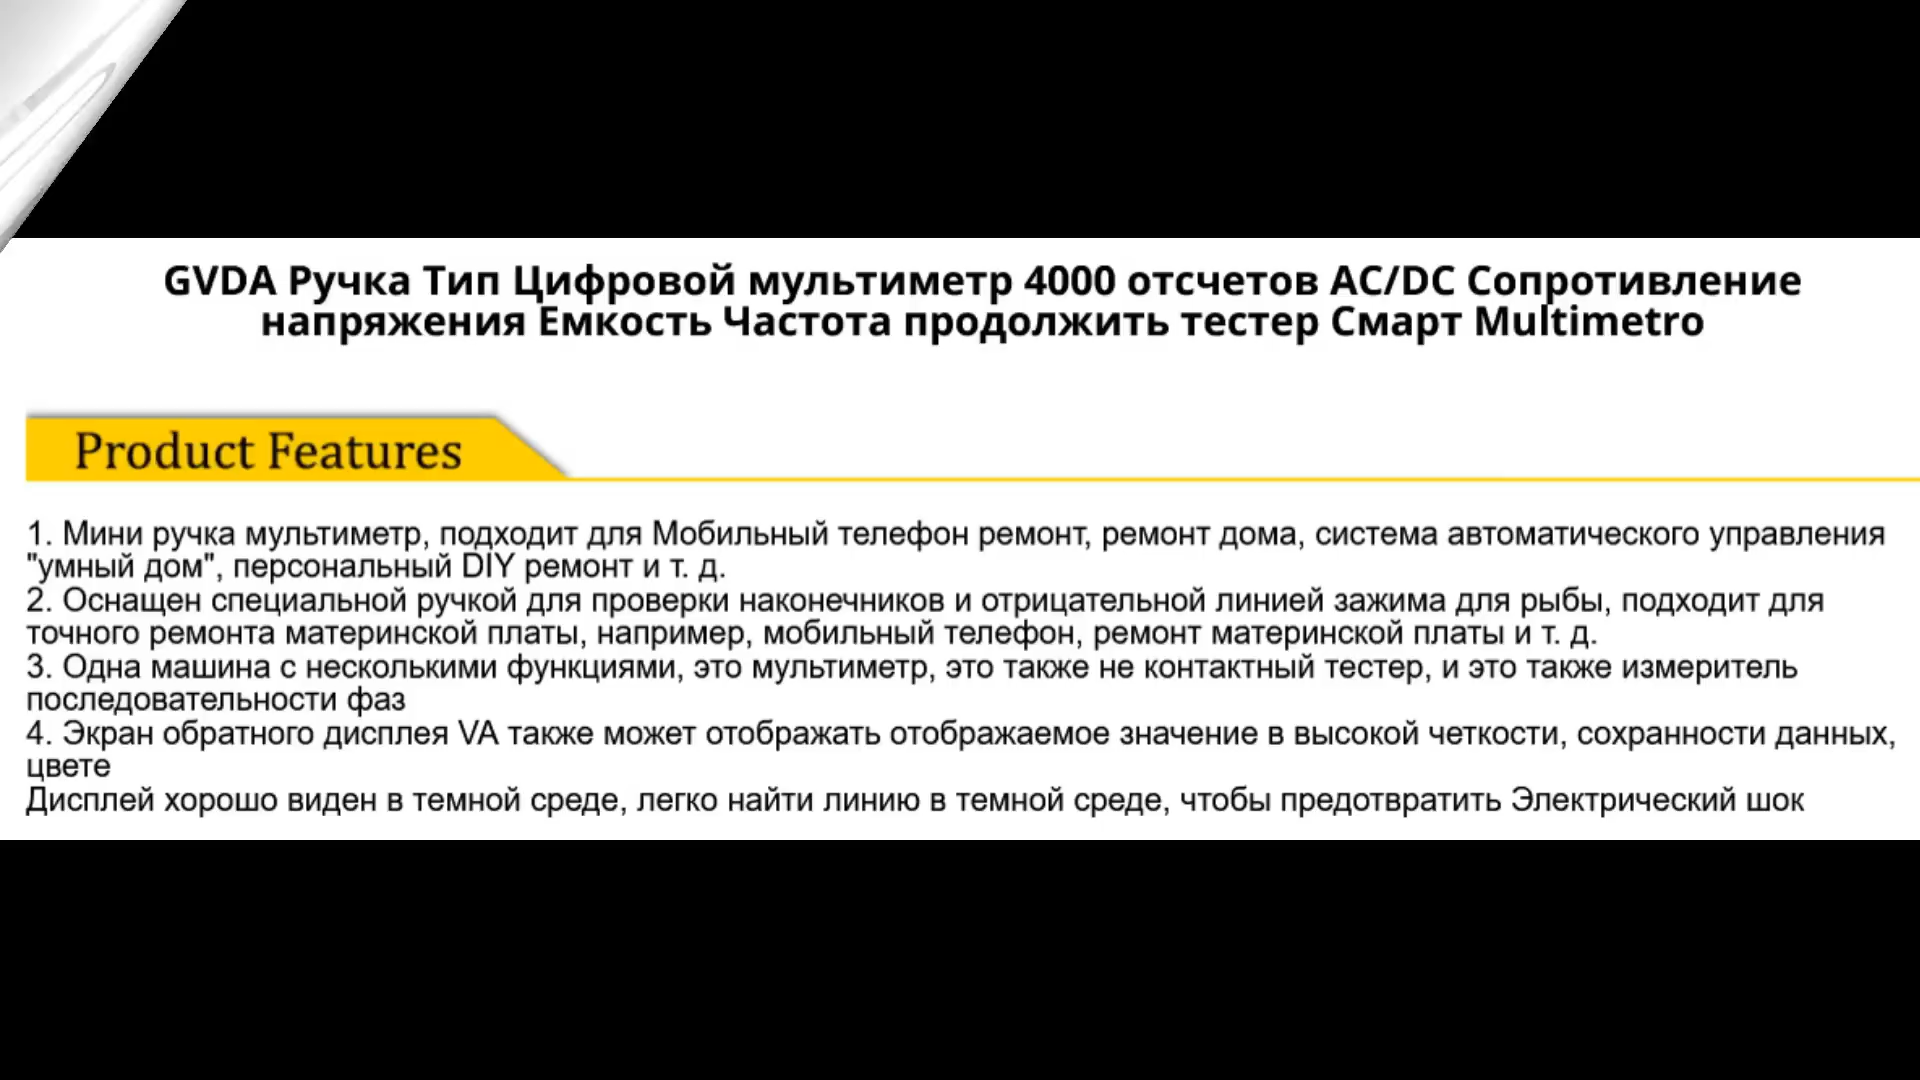 GVDA Ручка Тип Цифровой мультиметр 4000 отсчетов AC/DC Сопротивление
напряжения Емкость Частота продолжить тестер Смарт Multimetro
Product Features
1. Мини ручка мультиметр, подходит для Мобильный телефон ремонт, ремонт дома, система автоматического управления
"умный дом", персональный DIY ремонт и т. д.
2. Оснащен специальной ручкой для проверки наконечников и отрицательной линией зажима для рыбы, подходит для
точного ремонта материнской платы, например, мобильный телефон, ремонт материнской платы и т. д.
3. Одна машина с несколькими функциями, это мультиметр, это также не контактный тестер, и это также измеритель
последовательности фаз
4. Экран обратного дисплея VA также может отображать отображаемое значение в высокой четкости, сохранности данных,
цвете
Дисплей хорошо виден в темной среде, легко найти линию в темной среде, чтобы предотвратить Электрический шок